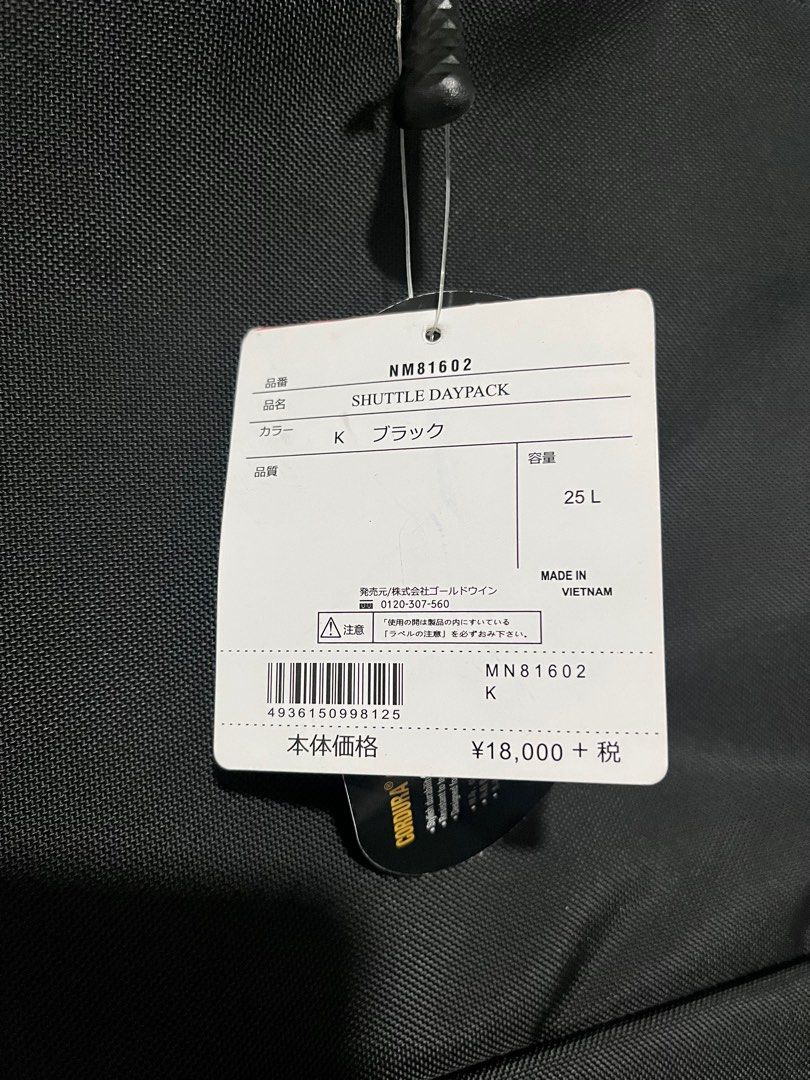 品番 NM81602
品名 SHUTTLE DAYPACK
カラー K ブラック
品質
容量
25 L
MADE IN
VIETNAM
発売元/株式会社ゴールドウイン
0120-307-560
注意
「使用の開は製品の内にすいている
「ラベルの注意」を必ずおみ下さい。
4936150998125
MN81602
K
本体価格 ¥18,000 + 税
CORDURA®